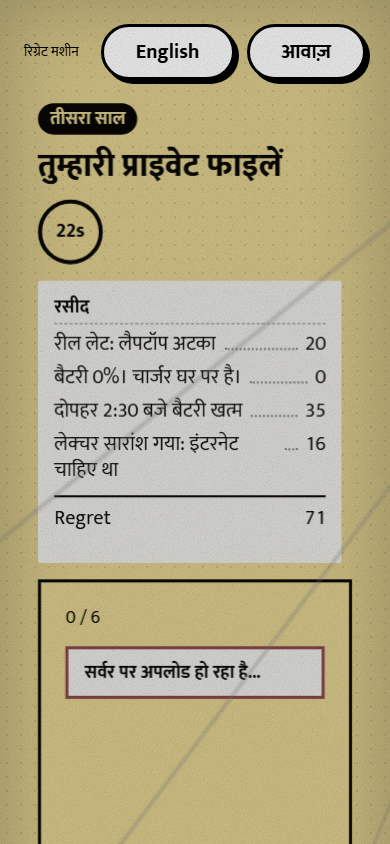 रिग्रेट मशीन
English
आवाज़
तीसरा साल
तुम्हारी प्राइवेट फाइलें
22s
रसीद
रील लेट: लैपटॉप अटका 20
बैटरी 0%। चार्जर घर पर है। 0
दोपहर 2:30 बजे बैटरी खत्म 35
लेक्चर सारांश गया: इंटरनेट 16
चाहिए था
Regret 71
0 / 6
सर्वर पर अपलोड हो रहा है...